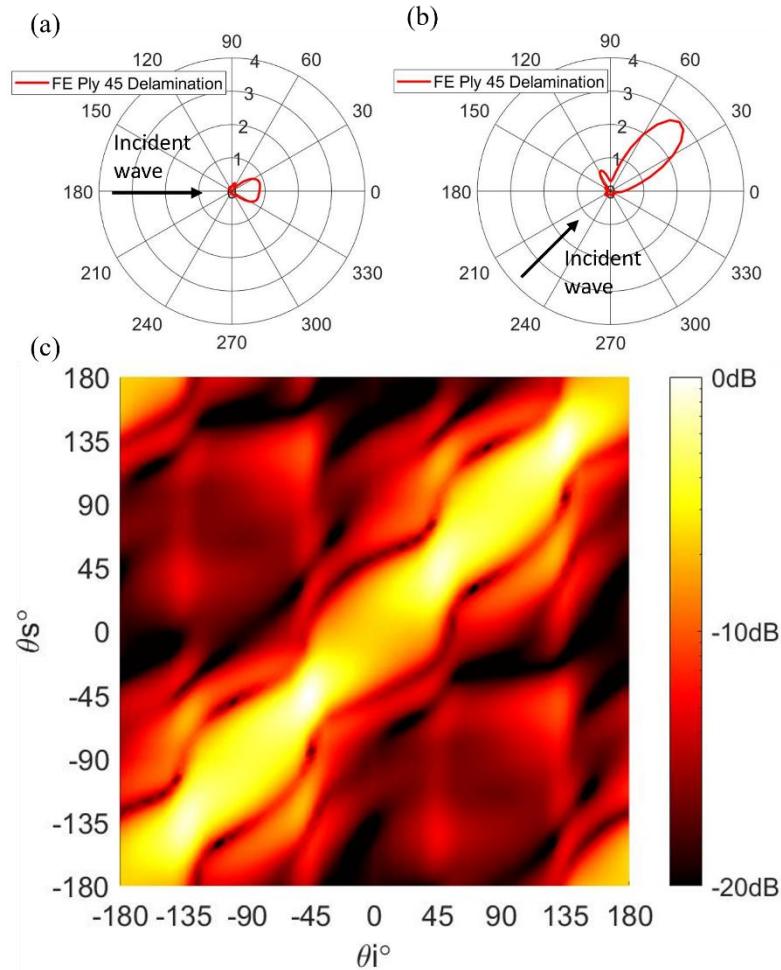 (a)
(b)
90
120
60
4
FE Ply 45 Delamination
3
150
30
2
1
Incident
wave
180
0
0
210
330
240
300
270
90
120
60
4
FE Ply 45 Delamination
3
150
30
2
1
180
0
0
Incident
wave
210
330
240
300
270
(c)
180
135
90
45
0
-45
-90
-135
-180
θs°
-180 -135 -90 -45 0 45 90 135 180
θi°
0dB
-10dB
-20dB